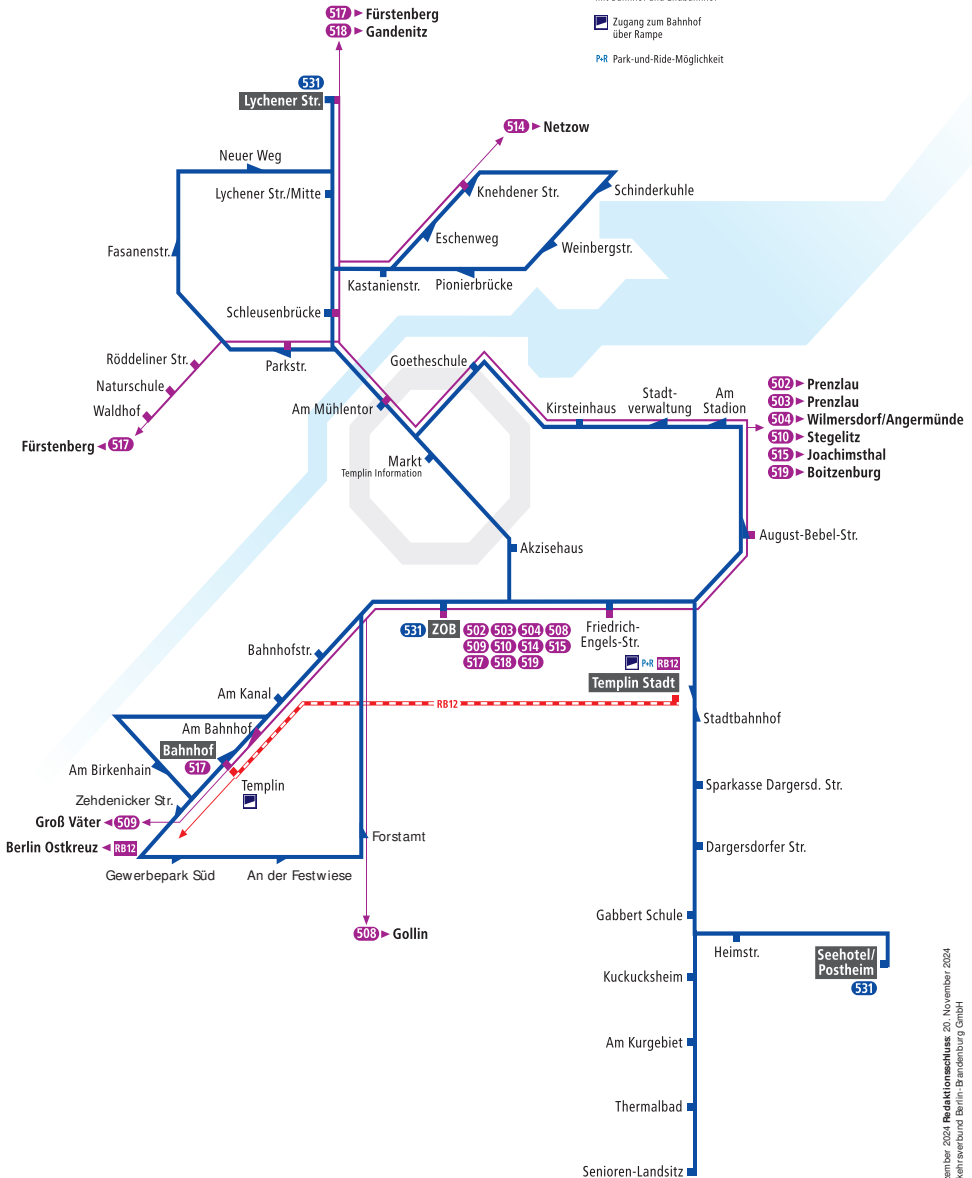 517 Fürstenberg
518 Gandenitz
Zugang zum Bahnhof
über Rampe
P+R Park-und-Ride-Möglichkeit
531
Lychener Str.
514 Netzow
Neuer Weg
Lychener Str./Mitte
Knehdener Str.
Schinderkuhle
Fasanenstr.
Eschenweg
Weinbergstr.
Kastanienstr.
Pionierbrücke
Schleusenbrücke
Röddeliner Str.
Parkstr.
Goetheschule
Naturschule
Waldhof
Am Mühlentor
Kirsteinhaus
Stadt-
verwaltung
Am
Stadion
502 Prenzlau
503 Prenzlau
504 Wilmersdorf/Angermünde
510 Stegelitz
515 Joachimsthal
519 Boitzenburg
Fürstenberg 517
Markt
Templin Information
August-Bebel-Str.
Akzisehaus
531 ZOB 502 503 504 508
509 510 514 515
517 518 519
Friedrich-
Engels-Str.
Bahnhofstr.
P+R RB12
Templin Stadt
Am Kanal
RB12
Stadtbahnhof
Am Bahnhof
Bahnhof
517
Am Birkenhain
Templin
Sparkasse Dargersd. Str.
Zehdenicker Str.
Groß Väter 509
Forstamt
Berlin Ostkreuz RB12
Dargersdorfer Str.
Gewerbepark Süd
An der Festwiese
Gabbert Schule
508 Gollin
Heimstr.
Seehotel/
Postheim
531
Kuckucksheim
Am Kurgebiet
Thermalbad
Senioren-Landsitz
ember 2024 Redaktionsschluss: 20. November 2024
kehrsverbund Berlin-Brandenburg GmbH